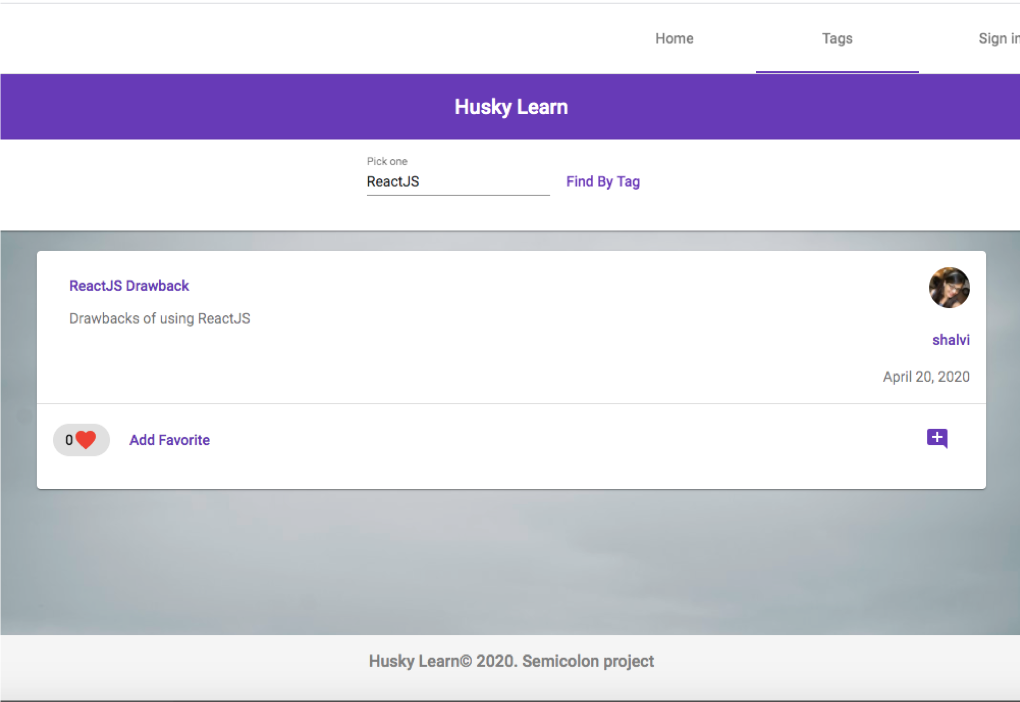 Home Tags Sign in
Husky Learn
Pick one
ReactJS Find By Tag
ReactJS Drawback
Drawbacks of using ReactJS
shalvi
April 20, 2020
0 Add Favorite
Husky Learn© 2020. Semicolon project